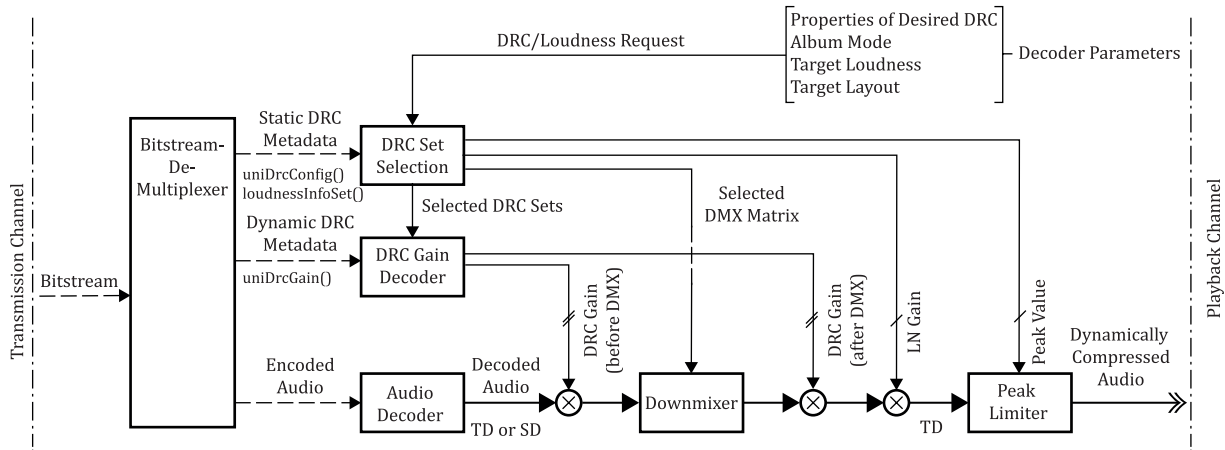 Properties of Desired DRC
Album Mode
Target Loudness
Target Layout
DRC/Loudness Request
Decoder Parameters
Transmission Channel
Bitstream
Bitstream-
De-
Multiplexer
Static DRC
Metadata
uniDrcConfig()
loudnessInfoSet()
DRC Set
Selection
Selected DRC Sets
Selected
DMX Matrix
Dynamic DRC
Metadata
uniDrcGain()
DRC Gain
Decoder
DRC Gain
(before DMX)
DRC Gain
(after DMX)
LN Gain
Peak Value
Encoded
Audio
Audio
Decoder
Decoded
Audio
TD or SD
Downmixer
TD
Peak
Limiter
Dynamically
Compressed
Audio
Playback Channel